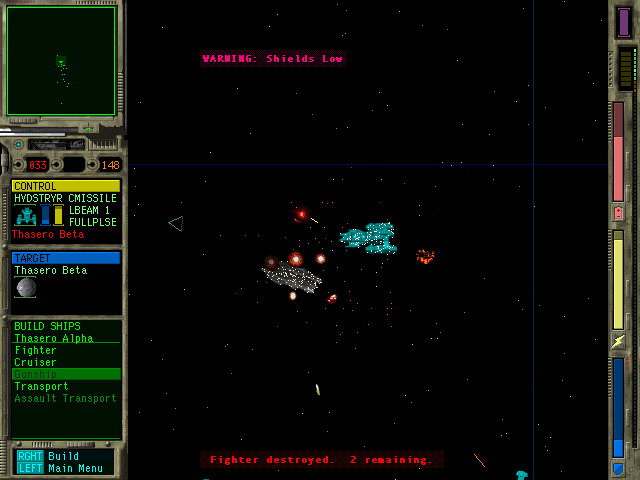 WARNING: Shields Low
033 148
CONTROL
HVDSTRYR CMISSILE
LBEAM 1
FULLPLSE
Thasero Beta
TARGET
Thasero Beta
BUILD SHIPS
Thasero Alpha
Fighter
Cruiser
Gunship
Transport
Assault Transport
RGHT Build
LEFT Main Menu
Fighter destroyed. 2 remaining.